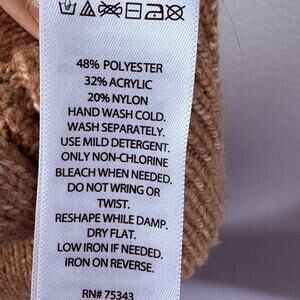 48% POLYESTER
32% ACRYLIC
20% NYLON
HAND WASH COLD.
WASH SEPARATELY.
USE MILD DETERGENT.
ONLY NON-CHLORINE
BLEACH WHEN NEEDED.
DO NOT WRING OR
TWIST.
RESHAPE WHILE DAMP.
DRY FLAT.
LOW IRON IF NEEDED.
IRON ON REVERSE.
RN# 75343